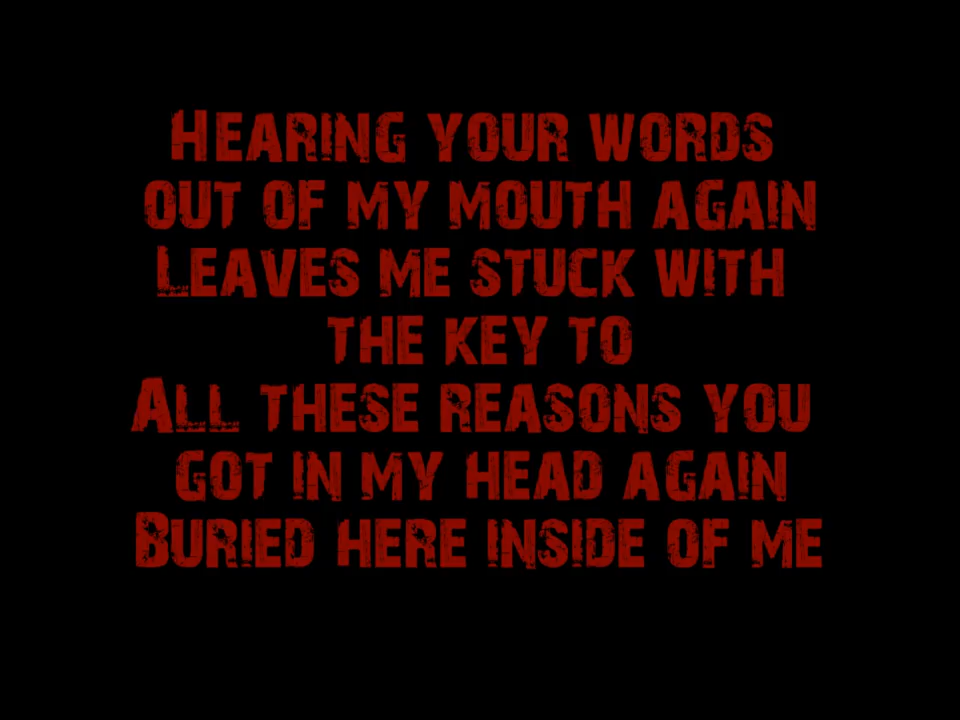 Hearing your words
out of my mouth again
Leaves me stuck with
the key to
All these reasons you
got in my head again
Buried here inside of me